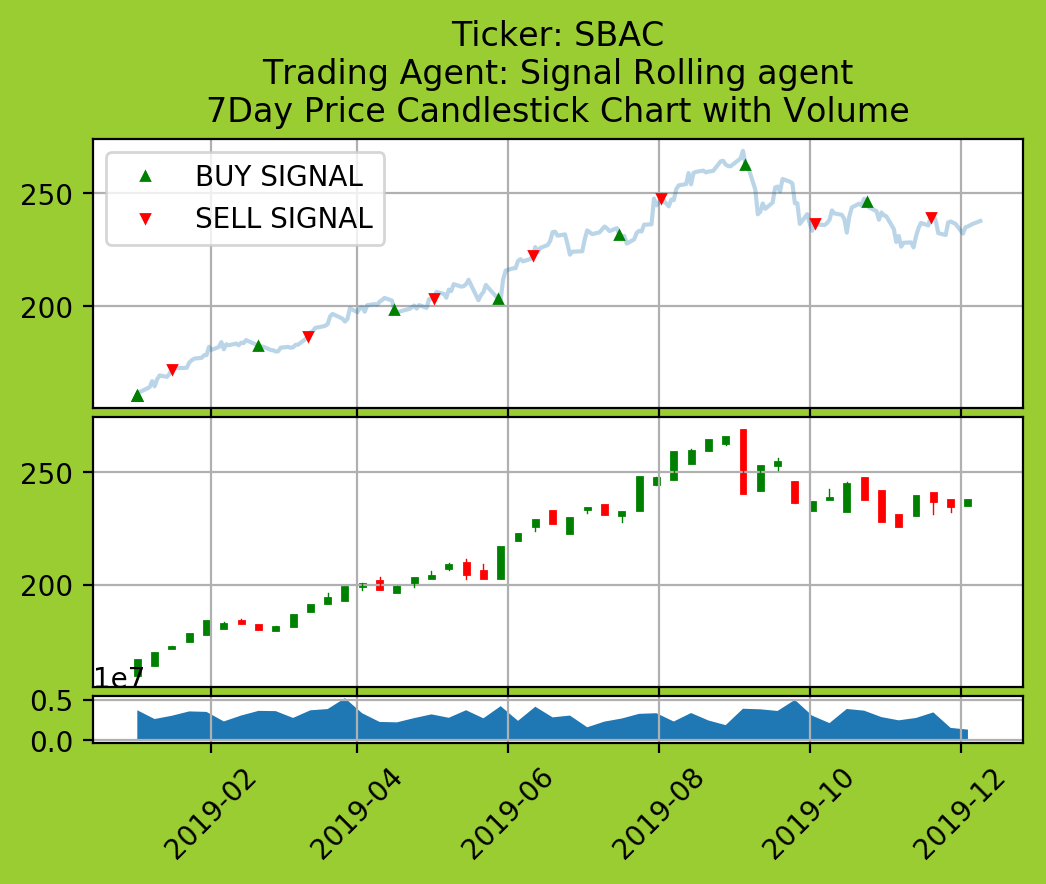 Ticker: SBAC
Trading Agent: Signal Rolling agent
7Day Price Candlestick Chart with Volume
BUY SIGNAL
SELL SIGNAL
250
200
250
200
1e7
0.5
0.0
2019-02
2019-04
2019-06
2019-08
2019-10
2019-12